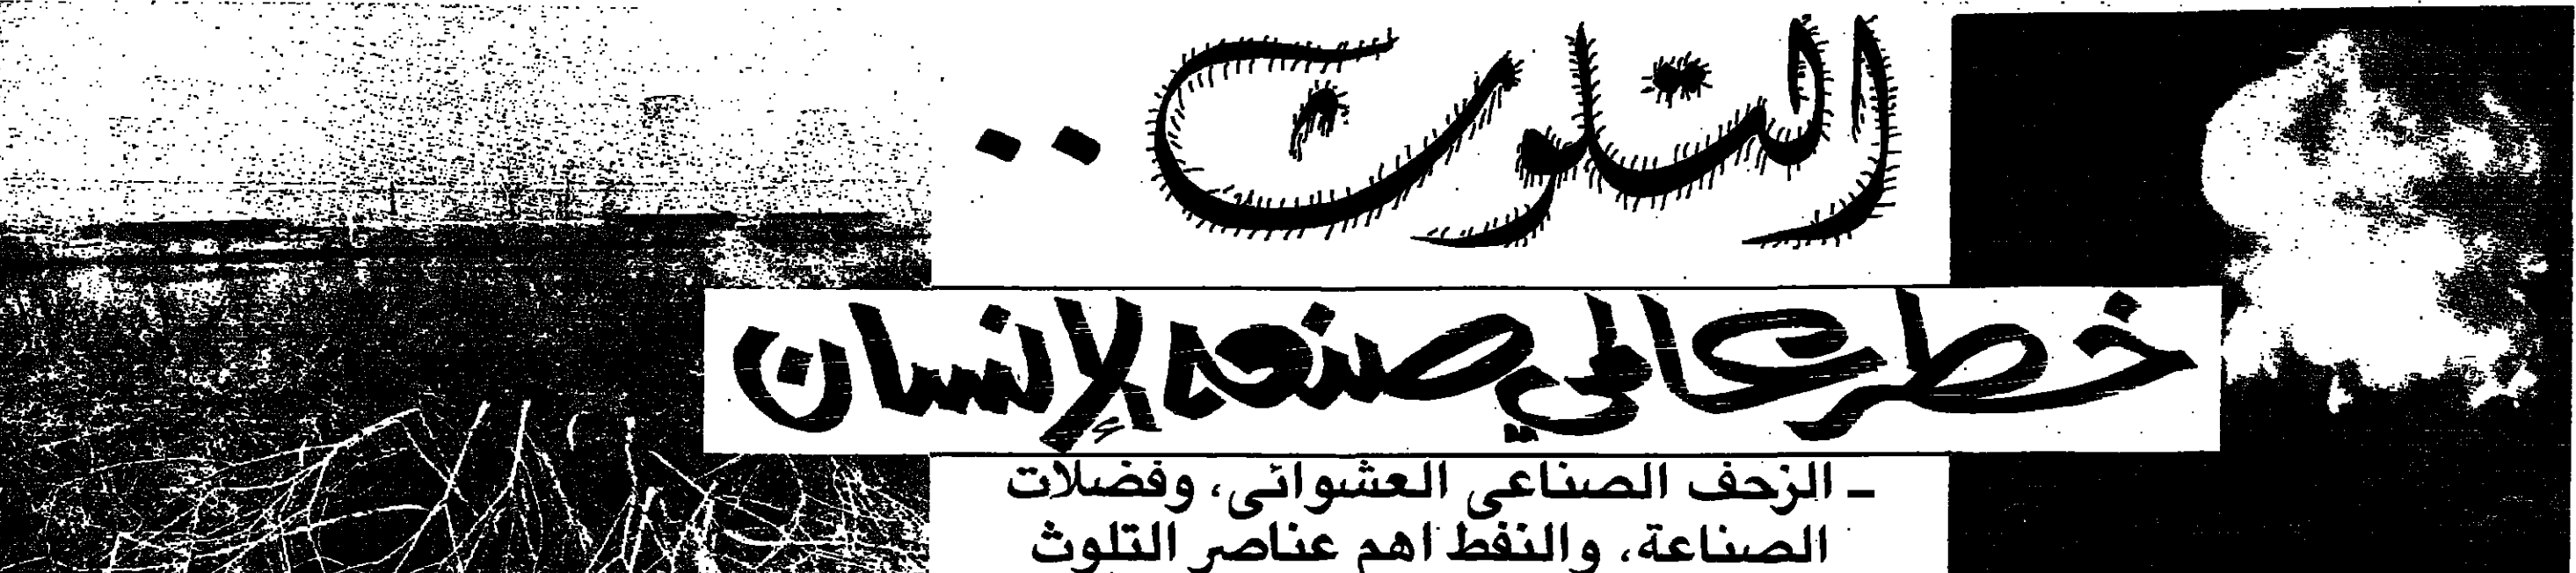 التلوث ..
خطر عالمي صنعه الإنسان
ـ الزحف الصناعى العشوائى، وفضلات
الصناعة، والنفط اهم عناصر التلوث